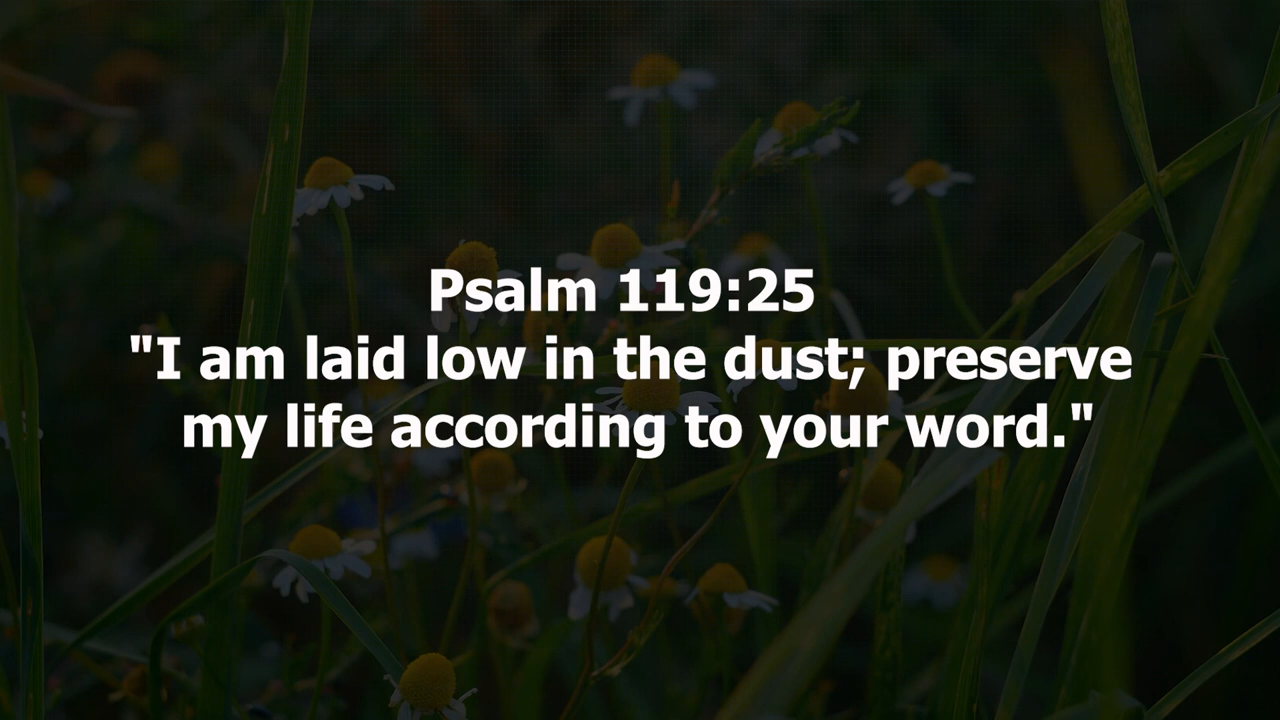 Psalm 119:25
"I am laid low in the dust; preserve
my life according to your word."